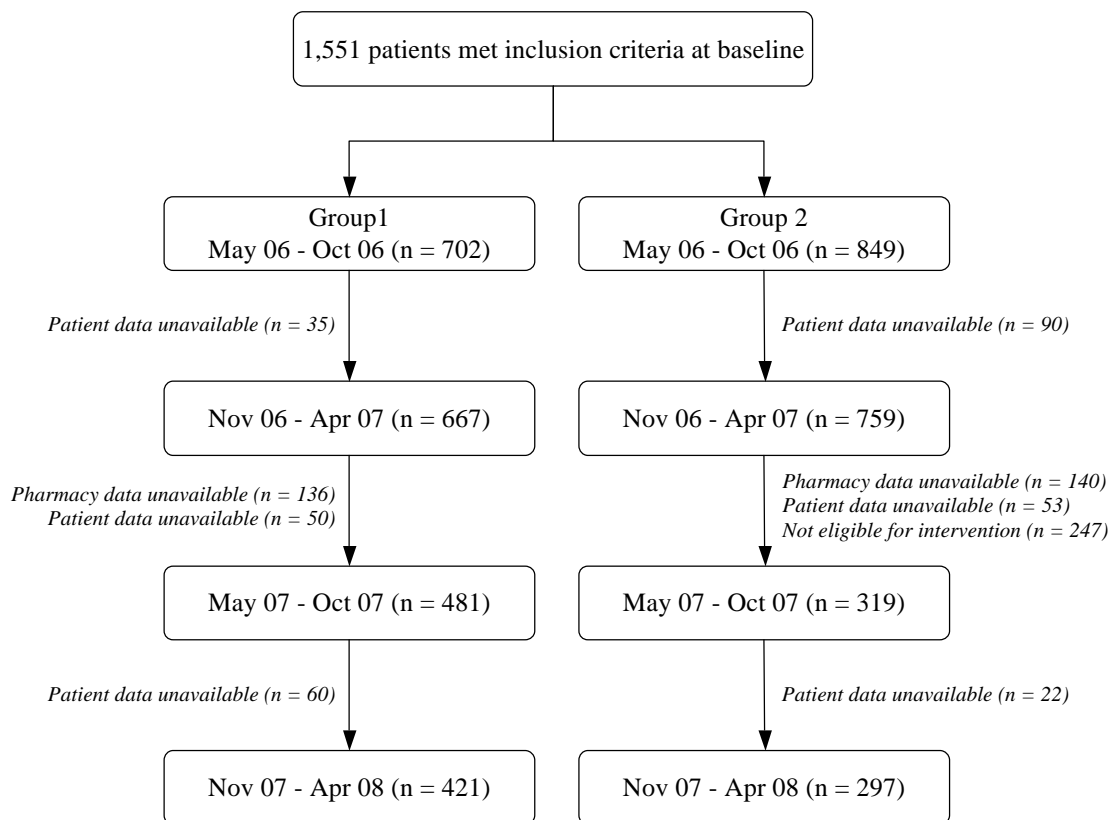 1,551 patients met inclusion criteria at baseline
Group1
May 06 - Oct 06 (n = 702)
Group 2
May 06 - Oct 06 (n = 849)
Patient data unavailable (n = 35)
Patient data unavailable (n = 90)
Nov 06 - Apr 07 (n = 667)
Nov 06 - Apr 07 (n = 759)
Pharmacy data unavailable (n = 136)
Patient data unavailable (n = 50)
Pharmacy data unavailable (n = 140)
Patient data unavailable (n = 53)
Not eligible for intervention (n = 247)
May 07 - Oct 07 (n = 481)
May 07 - Oct 07 (n = 319)
Patient data unavailable (n = 60)
Patient data unavailable (n = 22)
Nov 07 - Apr 08 (n = 421)
Nov 07 - Apr 08 (n = 297)